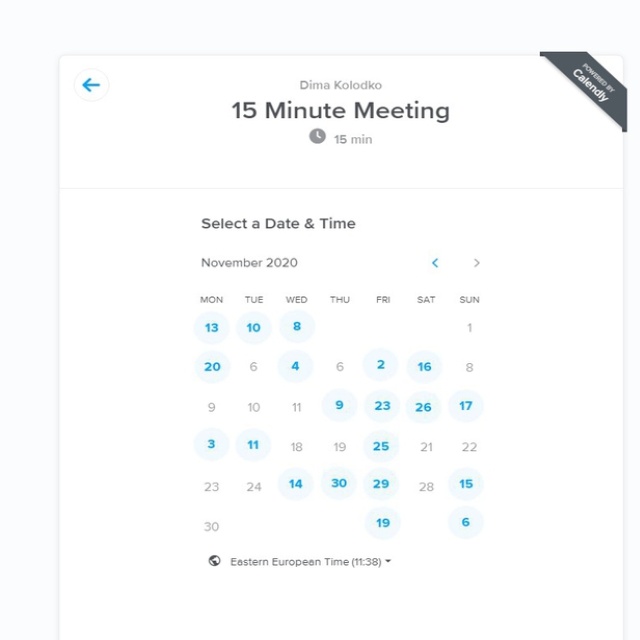 POWERED BY
Calendly
Dima Kolodko
15 Minute Meeting
15 min
Select a Date & Time
November 2020
MON TUE WED THU FRI SAT SUN
13 10 8 1
20 6 4 6 2 16 8
9 10 11 9 23 26 17
3 11 18 19 25 21 22
23 24 14 30 29 28 15
30 19 6
Eastern European Time (11:38)